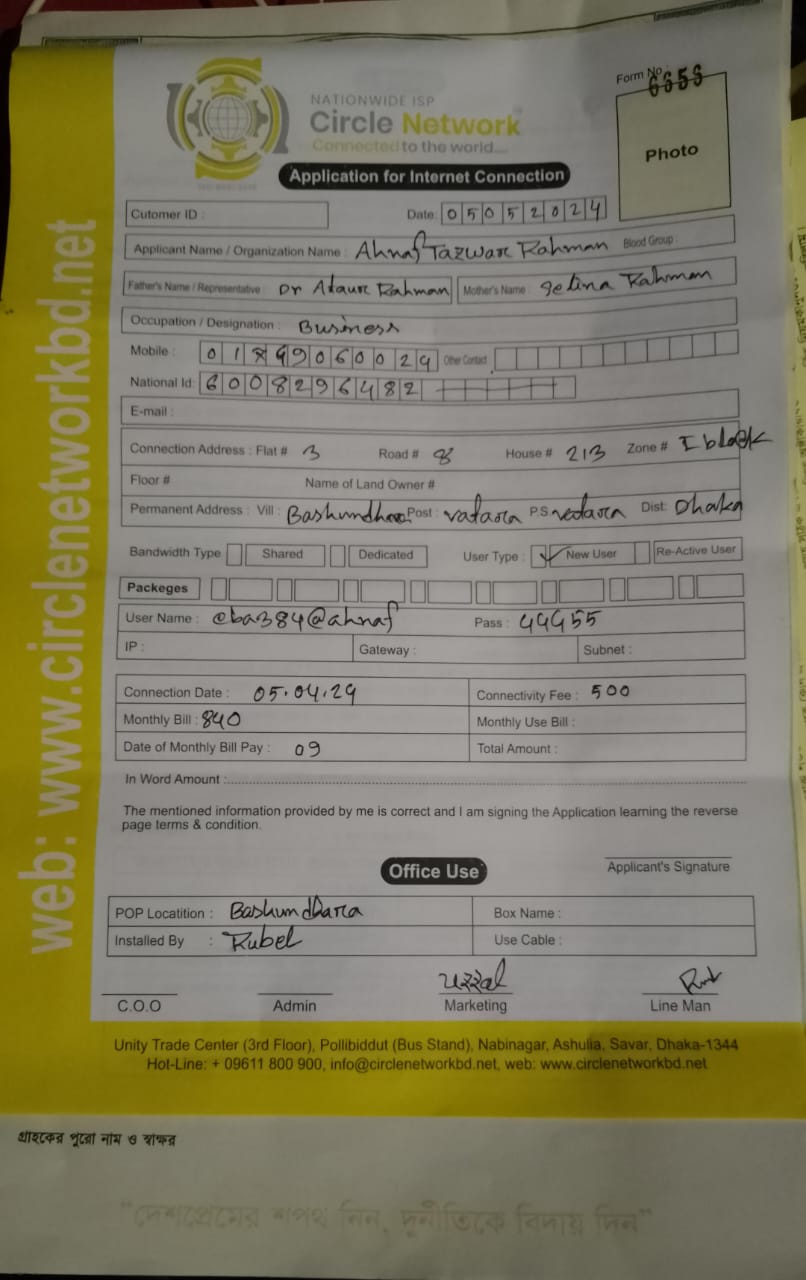 Form No : 6656
NATIONWIDE ISP
Circle Network
Connected to the world....
Photo
Application for Internet Connection
Cutomer ID :
Date: 05052024
Applicant Name / Organization Name : Ahnaf Tazwar Rahman Blood Group :
Father's Name / Representative : Dr Ataur Rahman Mother's Name : Selina Rahman
Occupation / Designation : Business
Mobile : Other Contact
National Id: 6008296482
E-mail :
Connection Address : Flat # 3 Road # 8 House # 213 Zone # I block
Floor # Name of Land Owner #
Permanent Address : Vill : Bashundhara Post : vatara P.S. vatara Dist: Dhaka
Bandwidth Type Shared Dedicated User Type : New User Re-Active User
Packeges
User Name : @ahnaf Pass : 44455
IP : Gateway : Subnet :
Connection Date : Connectivity Fee : 500
Monthly Bill : 840 Monthly Use Bill :
Date of Monthly Bill Pay : 09 Total Amount :
In Word Amount :
The mentioned information provided by me is correct and I am signing the Application learning the reverse
page terms & condition.
Applicant's Signature
Office Use
POP Locatition : Bashundhara Box Name :
Installed By : Rubel Use Cable :
C.O.O Admin Marketing Line Man
Unity Trade Center (3rd Floor), Pollibiddut (Bus Stand), Nabinagar, Ashulia, Savar, Dhaka-1344
Hot-Line: + 09611 800 900, info@circlenetworkbd.net, web: www.circlenetworkbd.net
web: www.circlenetworkbd.net
গ্রাহকের পুরো নাম ও স্বাক্ষর
"দেশপ্রেমের শপথ নিন, দুর্নীতিকে বিদায় দিন"